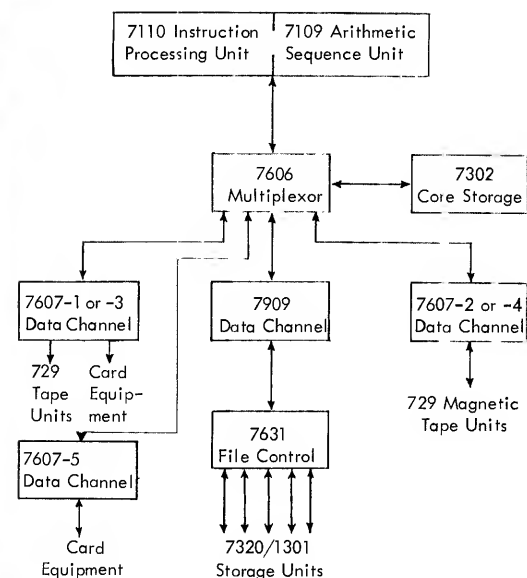 7110 Instruction
Processing Unit
7109 Arithmetic
Sequence Unit
7606
Multiplexor
7302
Core Storage
7607-1 or -3
Data Channel
7909
Data Channel
7607-2 or -4
Data Channel
729
Tape
Units
Card
Equip-
ment
729 Magnetic
Tape Units
7607-5
Data Channel
7631
File Control
Card
Equipment
7320/1301
Storage Units